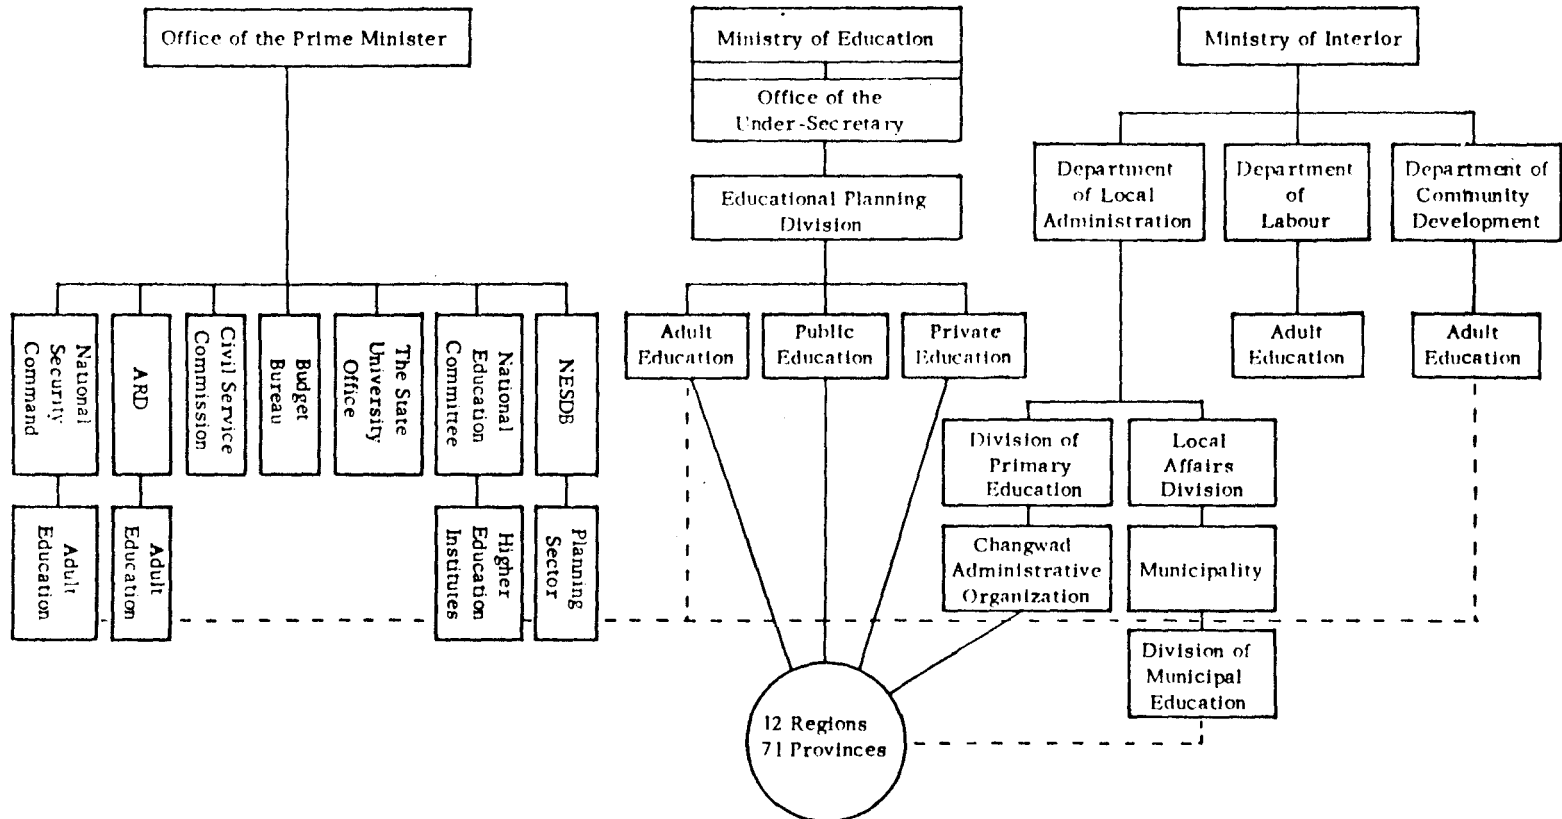 Office of the Prime Minister
Ministry of Education
Office of the
Under-Secretary
Educational Planning
Division
Ministry of Interior
Department
of Local
Administration
Department
of
Labour
Department of
Community
Development
National
Security
Command
ARD
Civil Service
Commission
Budget
Bureau
The State
University
Office
National
Education
Committee
NESDB
Adult
Education
Public
Education
Private
Education
Adult
Education
Adult
Education
Division of
Primary
Education
Local
Affairs
Division
Adult
Education
Adult
Education
Higher
Education
Institutes
Planning
Sector
Changwad
Administrative
Organization
Municipality
Division of
Municipal
Education
12 Regions
71 Provinces